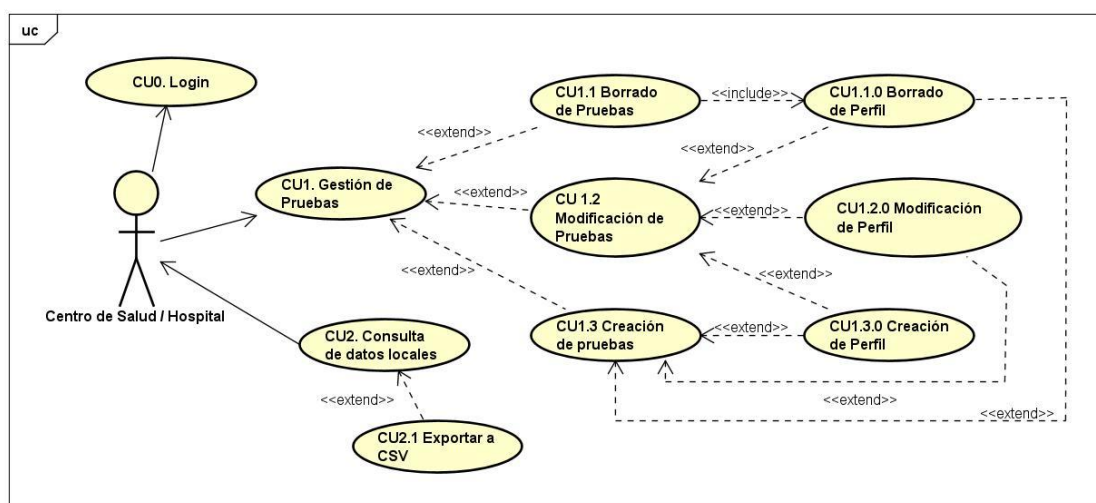 uc
CU0. Login
CU1.1 Borrado
de Pruebas
<<include>>
CU1.1.0 Borrado
de Perfil
<<extend>>
<<extend>>
CU1. Gestión de
Pruebas
<<extend>>
CU 1.2
Modificación de
Pruebas
<<extend>>
CU1.2.0 Modificación
de Perfil
<<extend>>
<<extend>>
Centro de Salud / Hospital
CU2. Consulta
de datos locales
CU1.3 Creación
de pruebas
<<extend>>
CU1.3.0 Creación
de Perfil
<<extend>>
<<extend>>
<<extend>>
CU2.1 Exportar a
CSV